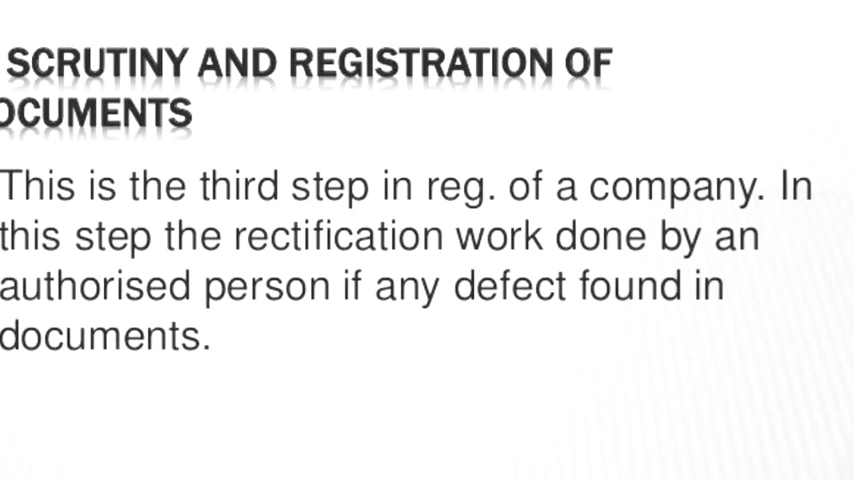 SCRUTINY AND REGISTRATION OF
OCUMENTS
This is the third step in reg. of a company. In
this step the rectification work done by an
authorised person if any defect found in
documents.